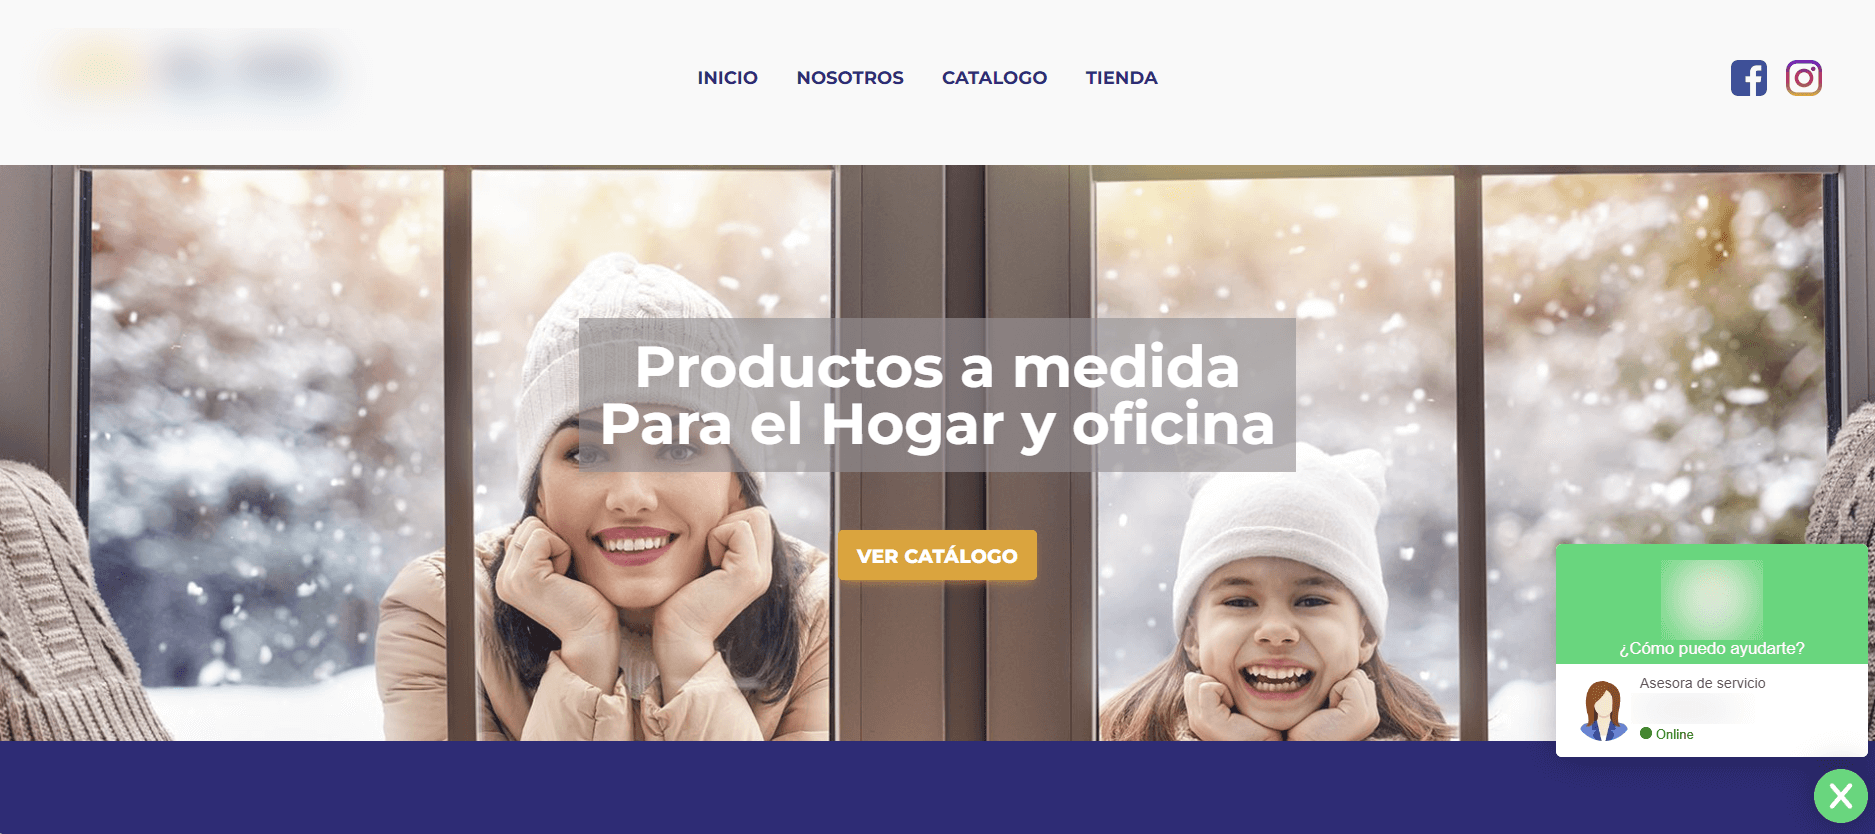 INICIO
NOSOTROS
CATALOGO
TIENDA
Productos a medida
Para el Hogar y oficina
VER CATÁLOGO
¿Cómo puedo ayudarte?
Asesora de servicio
Online